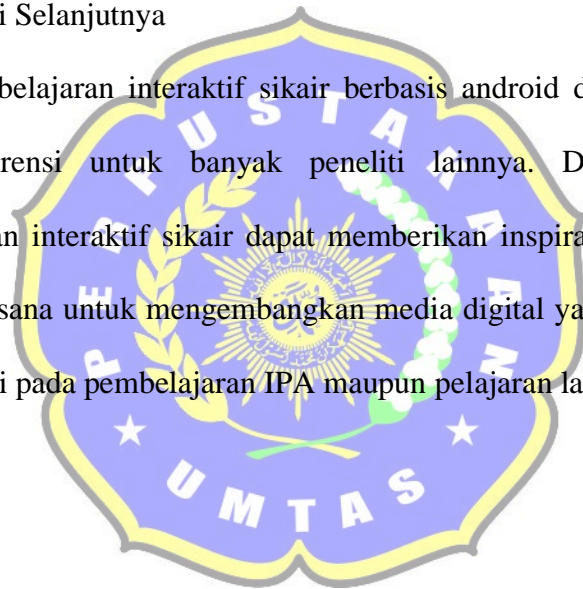 i Selanjutnya
belajaran interaktif sikair berbasis android d
rensi untuk banyak peneliti lainnya. D
n interaktif sikair dapat memberikan inspira
sana untuk mengembangkan media digital ya
i pada pembelajaran IPA maupun pelajaran la
PERPUSTAKAAN
UMTAS